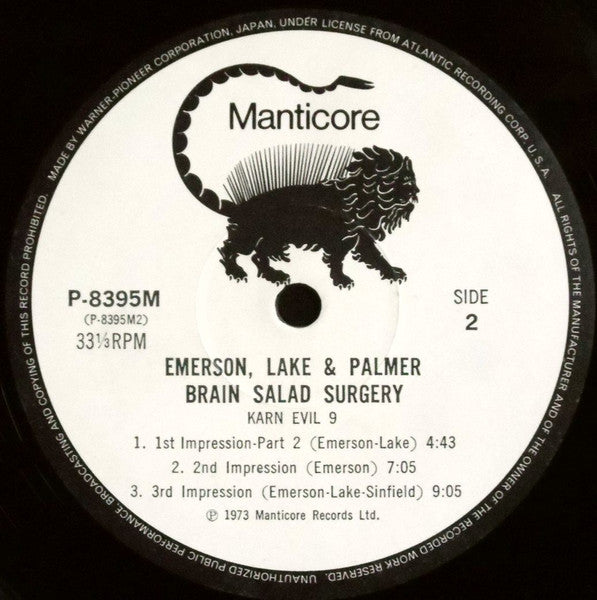 MADE BY WARNER-PIONEER CORPORATION, JAPAN, UNDER LICENSE FROM ATLANTIC RECORDING CORP. U.S.A.
ALL RIGHTS OF THE MANUFACTURER AND OF THE OWNER OF THE RECORDED WORK RESERVED.
UNAUTHORIZED PUBLIC PERFORMANCE, BROADCASTING AND COPYING OF THIS RECORD PROHIBITED.
Manticore
P-8395M
(P-8395M2)
33⅓RPM
SIDE
2
EMERSON, LAKE & PALMER
BRAIN SALAD SURGERY
KARN EVIL 9
1. 1st Impression-Part 2 (Emerson-Lake) 4:43
2. 2nd Impression (Emerson) 7:05
3. 3rd Impression (Emerson-Lake-Sinfield) 9:05
℗ 1973 Manticore Records Ltd.